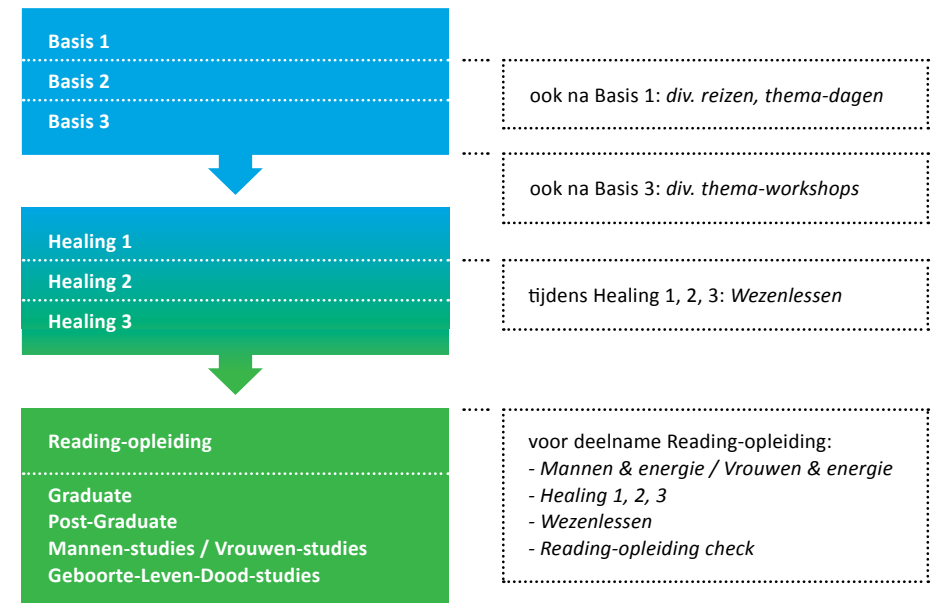 Basis 1
Basis 2
Basis 3
ook na Basis 1: div. reizen, thema-dagen
ook na Basis 3: div. thema-workshops
Healing 1
Healing 2
Healing 3
tijdens Healing 1, 2, 3: Wezenlessen
Reading-opleiding
Graduate
Post-Graduate
Mannen-studies / Vrouwen-studies
Geboorte-Leven-Dood-studies
voor deelname Reading-opleiding:
- Mannen & energie / Vrouwen & energie
- Healing 1, 2, 3
- Wezenlessen
- Reading-opleiding check